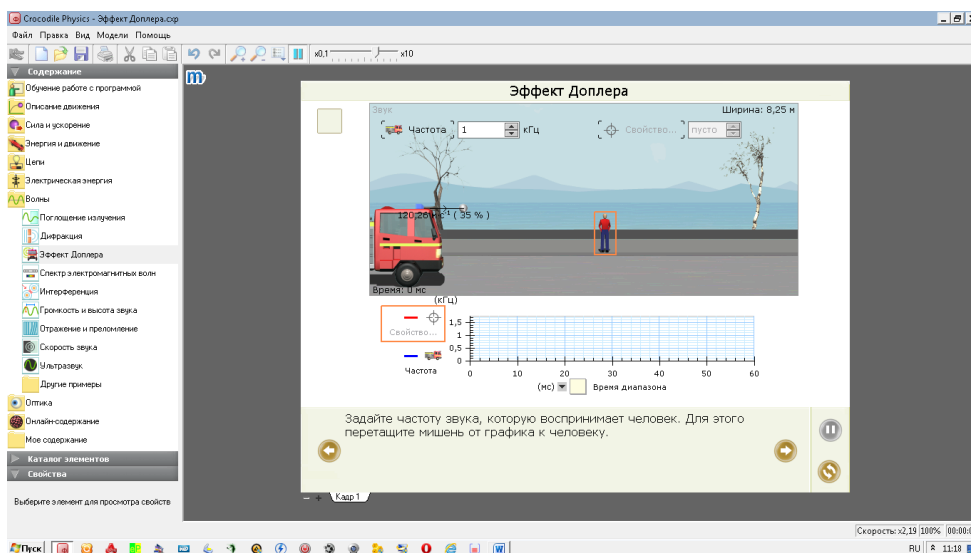 Crocodile Physics - Эффект Доплера.cxp
Файл Правка Вид Модели Помощь
x0,1 x10
Содержание
Обучение работе с программой
Описание движения
Сила и ускорение
Энергия и движение
Цепи
Электрическая энергия
Волны
Поглощение излучения
Дифракция
Эффект Доплера
Спектр электромагнитных волн
Интерференция
Громкость и высота звука
Отражение и преломление
Скорость звука
Ультразвук
Другие примеры
Оптика
Онлайн-содержание
Мое содержание
Каталог элементов
Свойства
Выберите элемент для просмотра свойств
Эффект Доплера
Звук
Ширина: 8,25 м
Частота 1 кГц
Свойство... пусто
120,26 мс⁻¹ ( 35 % )
Время: 0 мс
(кГц)
Свойство...
Частота
1,5
1
0,5
0
0 10 20 30 40 50 60
(мс) Время диапазона
Задайте частоту звука, которую воспринимает человек. Для этого
перетащите мишень от графика к человеку.
Кадр 1
Скорость: x2,19 100%
Пуск
RU 11:18